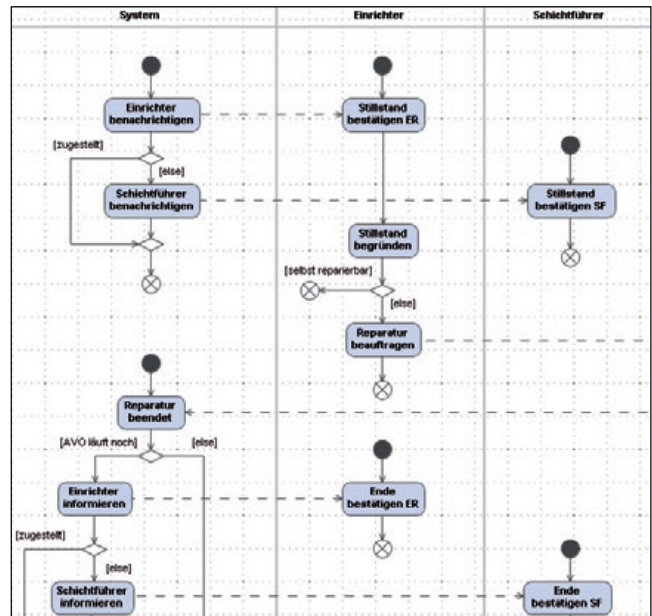 System
Einrichter
Schichtführer
Einrichter
benachrichtigen
Stillstand
bestätigen ER
[zugestellt]
[else]
Schichtführer
benachrichtigen
Stillstand
bestätigen SF
Stillstand
begründen
[selbst reparierbar]
[else]
Reparatur
beauftragen
Reparatur
beendet
[AVO läuft noch]
[else]
Einrichter
informieren
Ende
bestätigen ER
[zugestellt]
[else]
Schichtführer
informieren
Ende
bestätigen SF